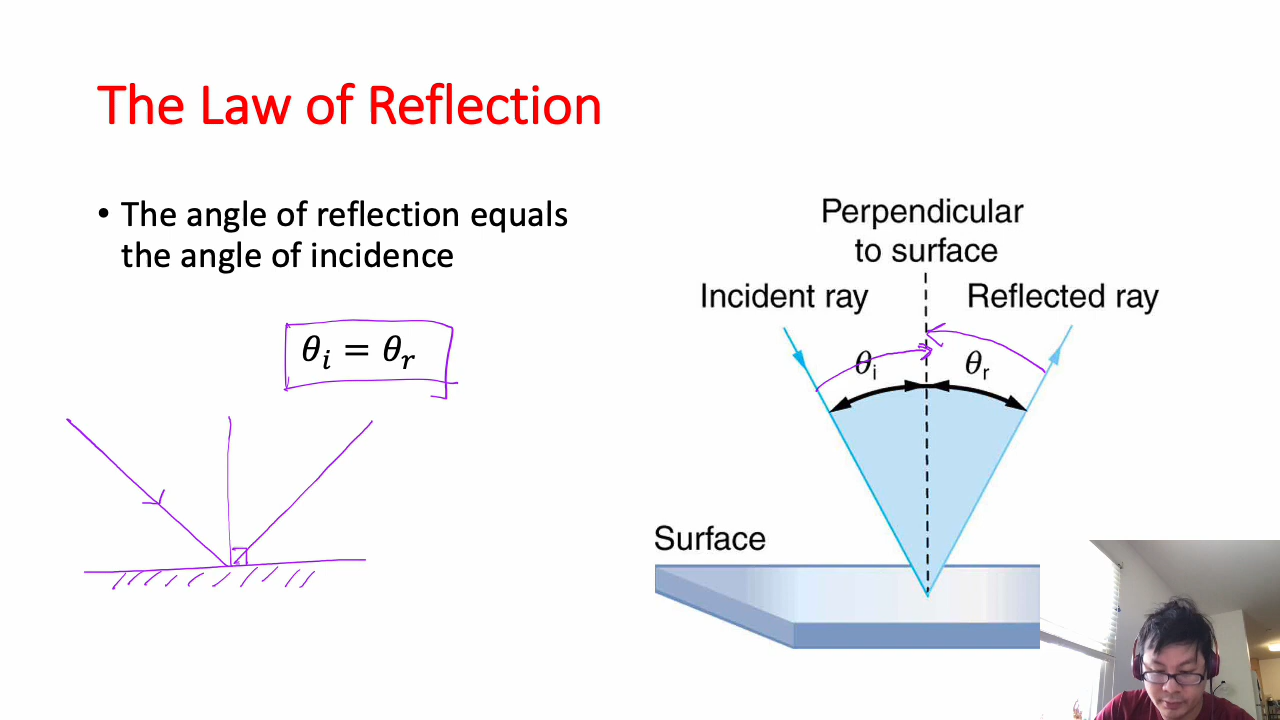 The Law of Reflection
• The angle of reflection equals
the angle of incidence
θᵢ = θᵣ
Perpendicular
to surface
Incident ray
Reflected ray
θᵢ
θᵣ
Surface